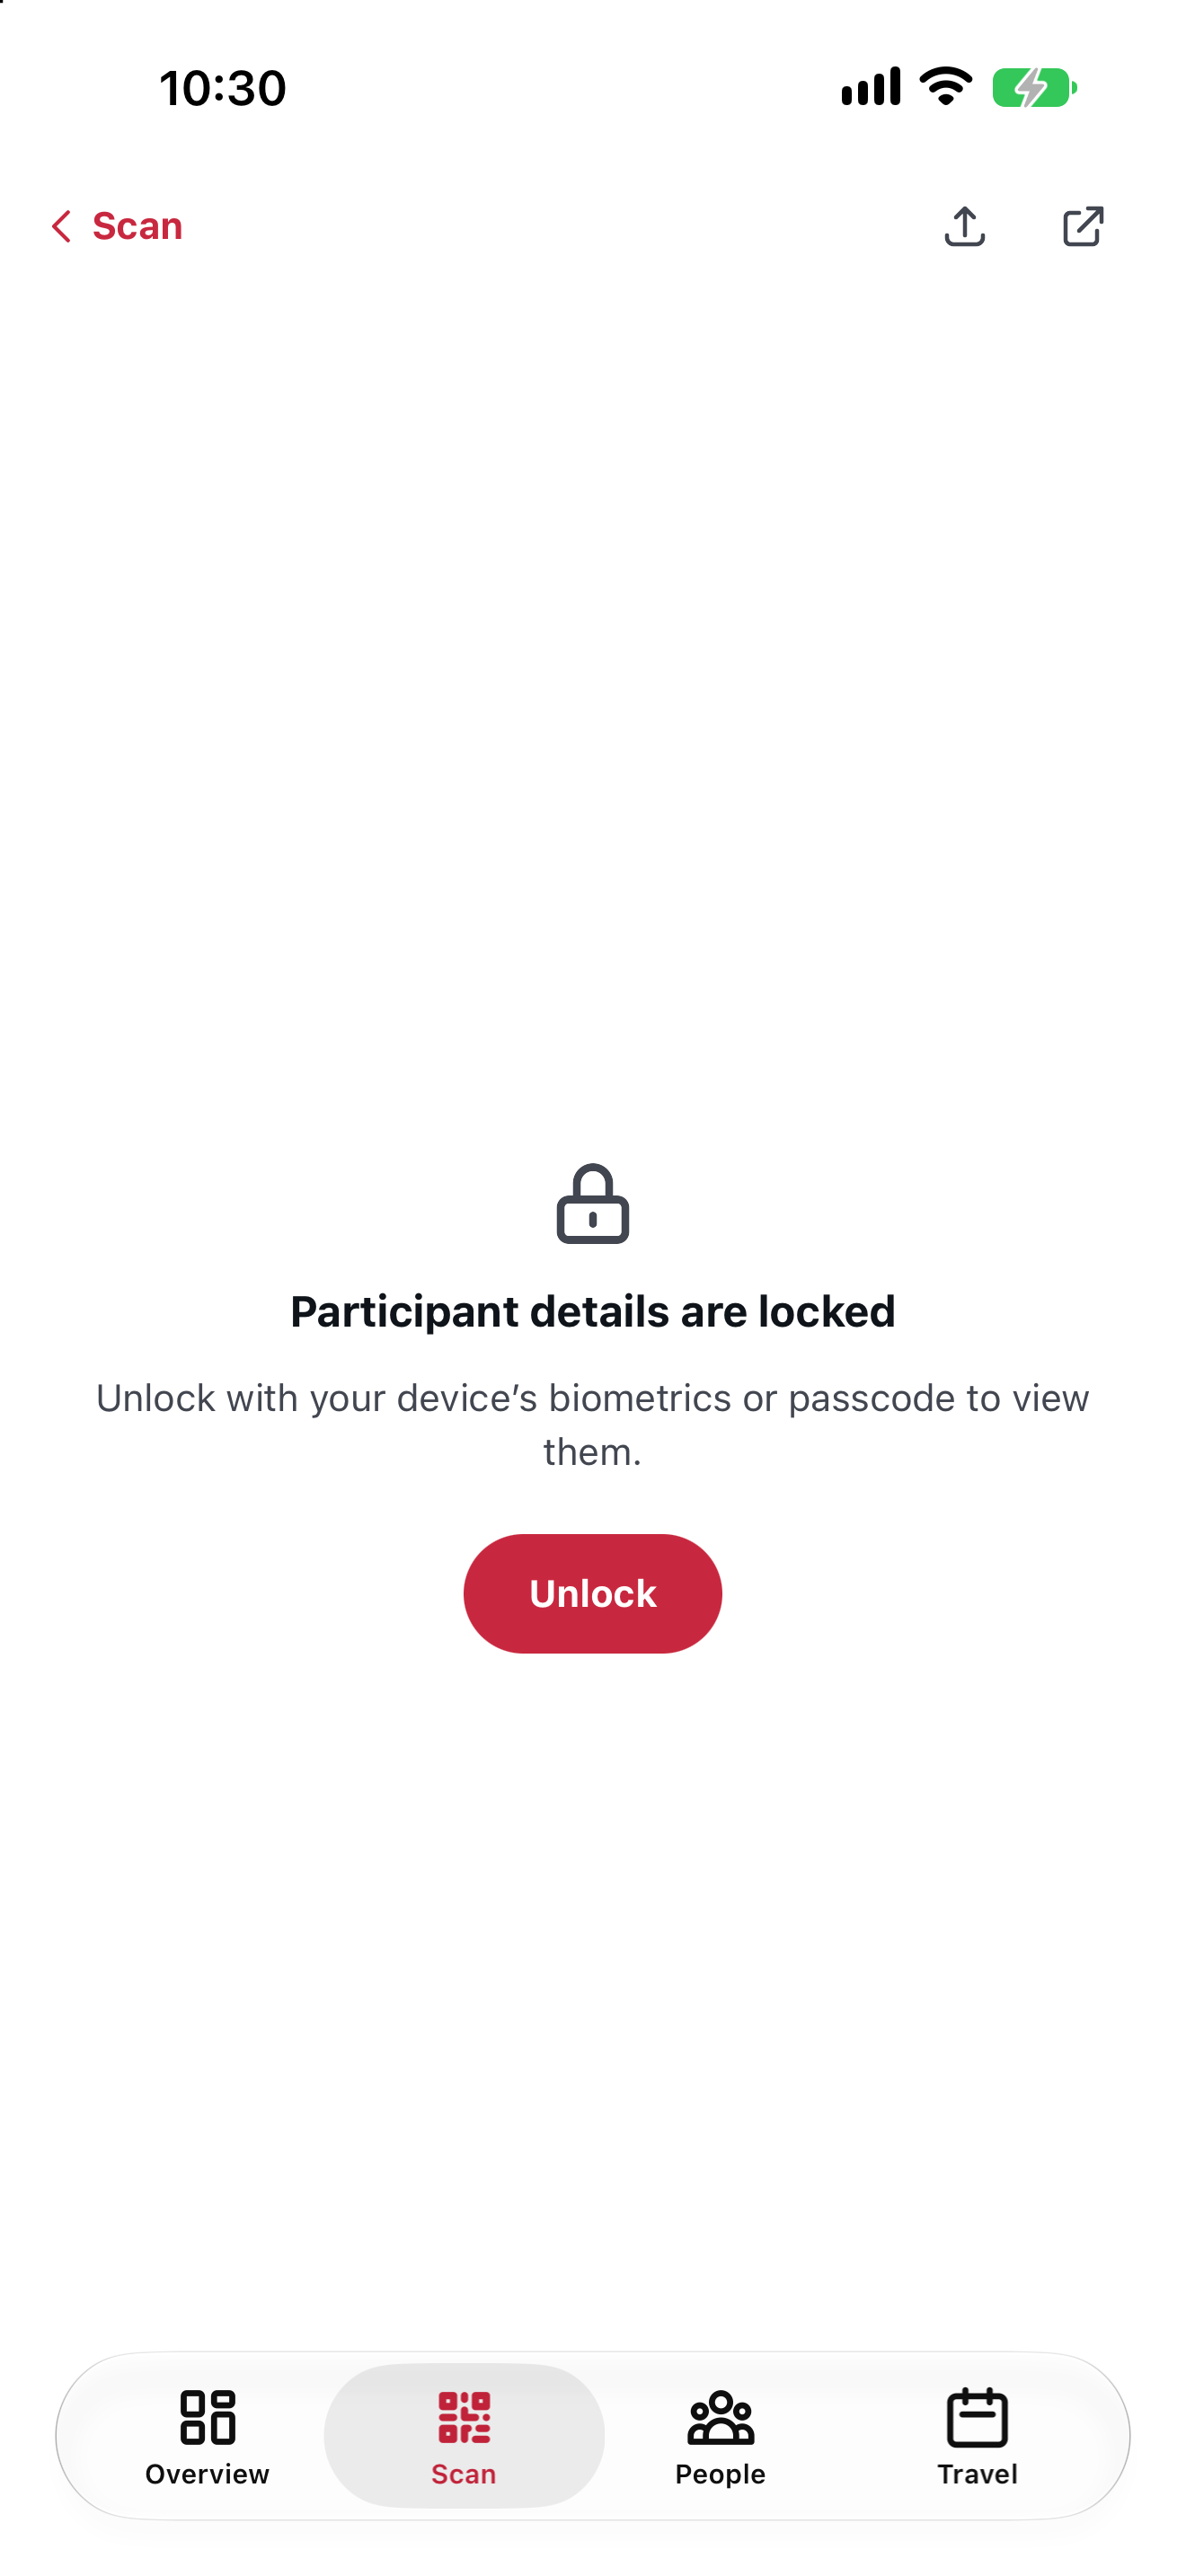 10:30
Scan
Participant details are locked
Unlock with your device’s biometrics or passcode to view
them.
Unlock
Overview
Scan
People
Travel